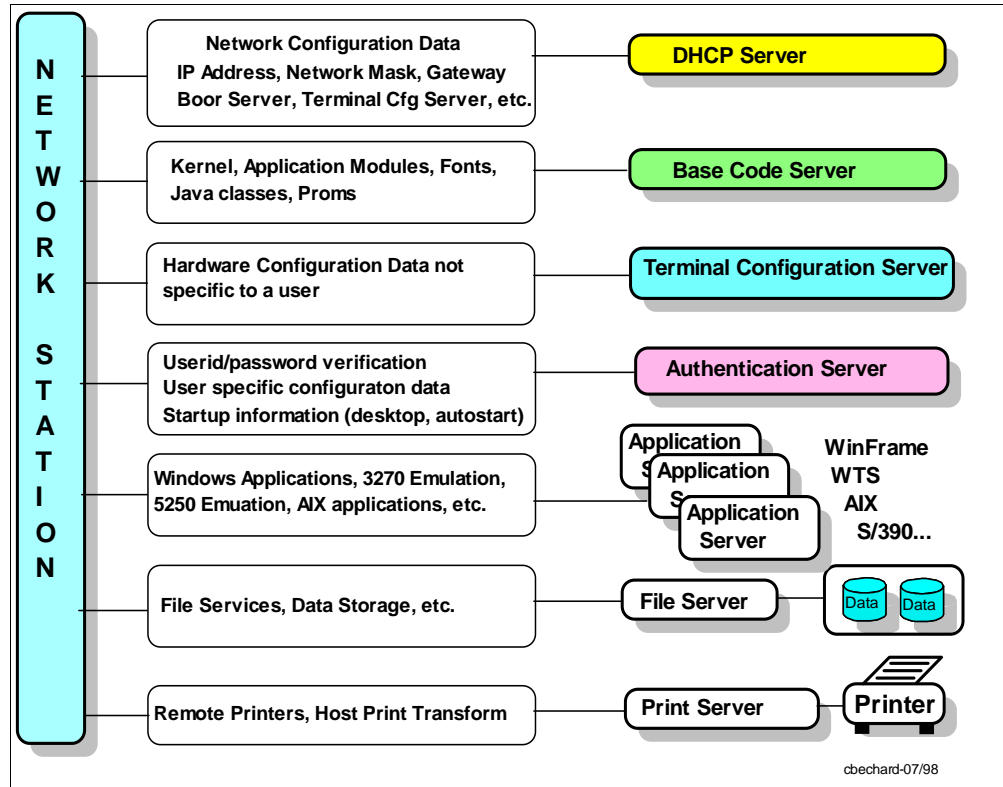 NETWORK STATION
Network Configuration Data
IP Address, Network Mask, Gateway
Boor Server, Terminal Cfg Server, etc.
DHCP Server
Kernel, Application Modules, Fonts,
Java classes, Proms
Base Code Server
Hardware Configuration Data not
specific to a user
Terminal Configuration Server
Userid/password verification
User specific configuraton data
Startup information (desktop, autostart)
Authentication Server
Windows Applications, 3270 Emulation,
5250 Emuation, AIX applications, etc.
Application
S
Application
S
Application
Server
WinFrame
WTS
AIX
S/390...
File Services, Data Storage, etc.
File Server
Data
Data
Remote Printers, Host Print Transform
Print Server
Printer
cbechard-07/98